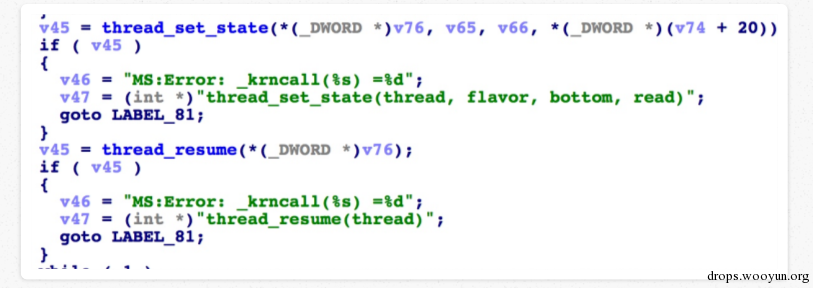 v45 = thread_set_state(*(_DWORD *)v76, v65, v66, *(_DWORD *)(v74 + 20))
if ( v45 )
{
v46 = "MS:Error: _krncall(%s) =%d";
v47 = (int *)"thread_set_state(thread, flavor, bottom, read)";
goto LABEL_81;
}
v45 = thread_resume(*(_DWORD *)v76);
if ( v45 )
{
v46 = "MS:Error: _krncall(%s) =%d";
v47 = (int *)"thread_resume(thread)";
goto LABEL_81;
}
drops.wooyun.org